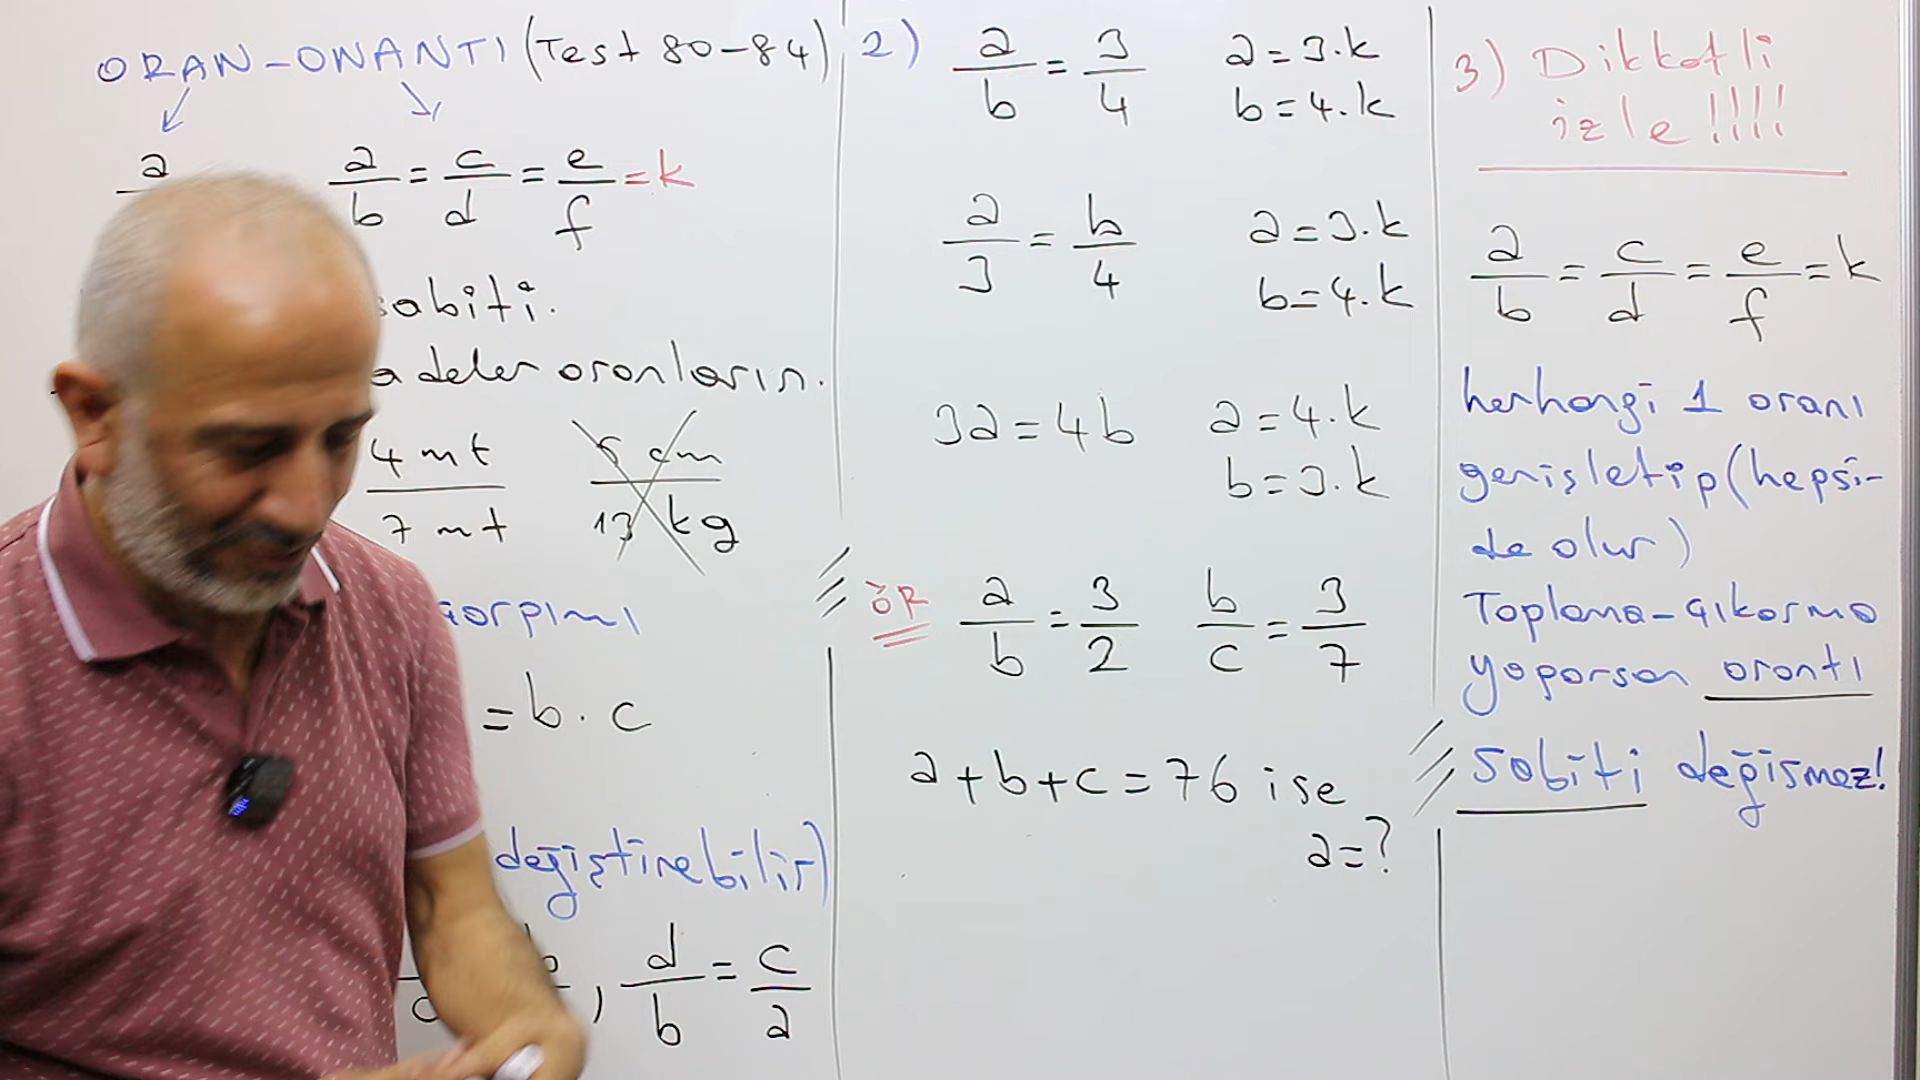 ORAN-ORANTI (Test 80-84)
a
a/b = c/d = e/f = k
sabiti.
adeler oranların.
4 mt / 7 mt
13 kg
çarpımı
= b . c
değiştirebilir)
, d/b = c/a
2) a/b = 3/4 a=3.k
b=4.k
a/3 = b/4 a=3.k
b=4.k
3a=4b a=4.k
b=3.k
ÖR a/b = 3/2 b/c = 3/7
a+b+c=76 ise
a=?
3) Dikkatli
izle!!!!
a/b = c/d = e/f = k
herhangi 1 oranı
genişletip (hepsi-
de olur)
Toplama-çıkarma
yaparsan orantı
sabiti değişmez!